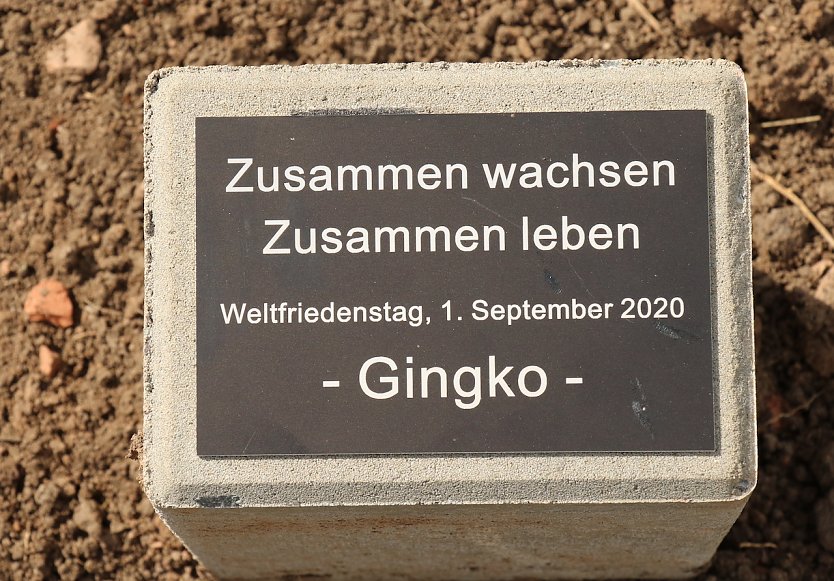 Zusammen wachsen
Zusammen leben
Weltfriedenstag, 1. September 2020
- Gingko -